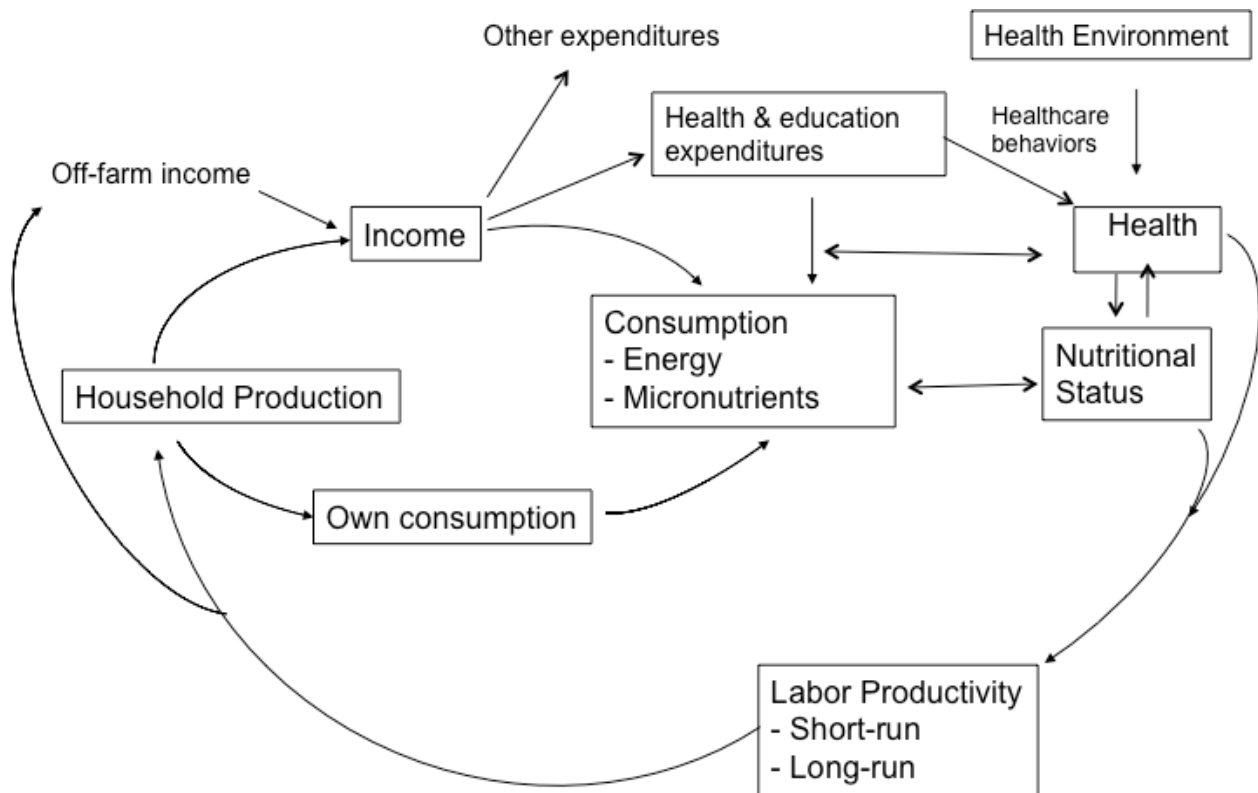 Other expenditures
Health Environment
Health & education
expenditures
Healthcare
behaviors
Off-farm income
Income
Health
Consumption
- Energy
- Micronutrients
Nutritional
Status
Household Production
Own consumption
Labor Productivity
- Short-run
- Long-run